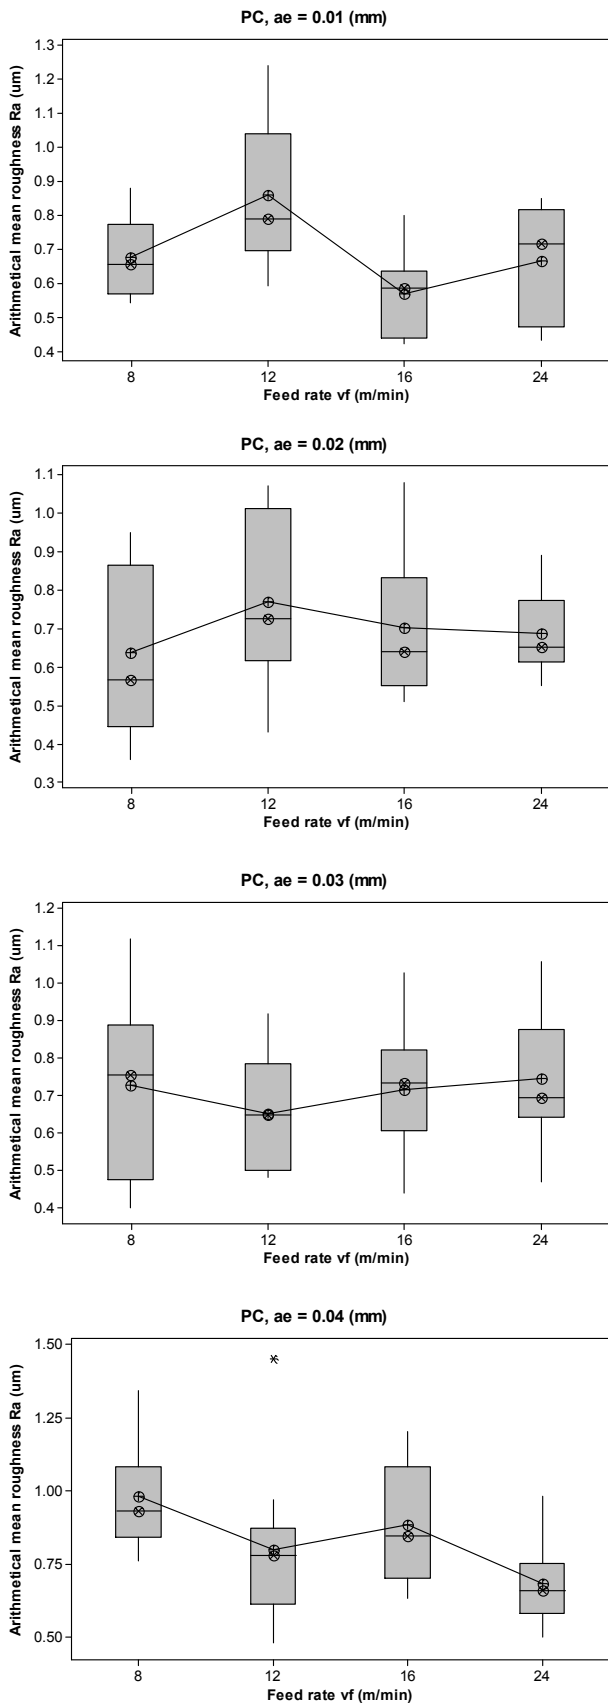 PC, ae = 0.01 (mm)
Arithmetical mean roughness Ra (um)
1.3
1.2
1.1
1.0
0.9
0.8
0.7
0.6
0.5
0.4
8 12 16 24
Feed rate vf (m/min)
PC, ae = 0.02 (mm)
Arithmetical mean roughness Ra (um)
1.1
1.0
0.9
0.8
0.7
0.6
0.5
0.4
0.3
8 12 16 24
Feed rate vf (m/min)
PC, ae = 0.03 (mm)
Arithmetical mean roughness Ra (um)
1.2
1.1
1.0
0.9
0.8
0.7
0.6
0.5
0.4
8 12 16 24
Feed rate vf (m/min)
PC, ae = 0.04 (mm)
Arithmetical mean roughness Ra (um)
1.50
1.25
1.00
0.75
0.50
8 12 16 24
Feed rate vf (m/min)